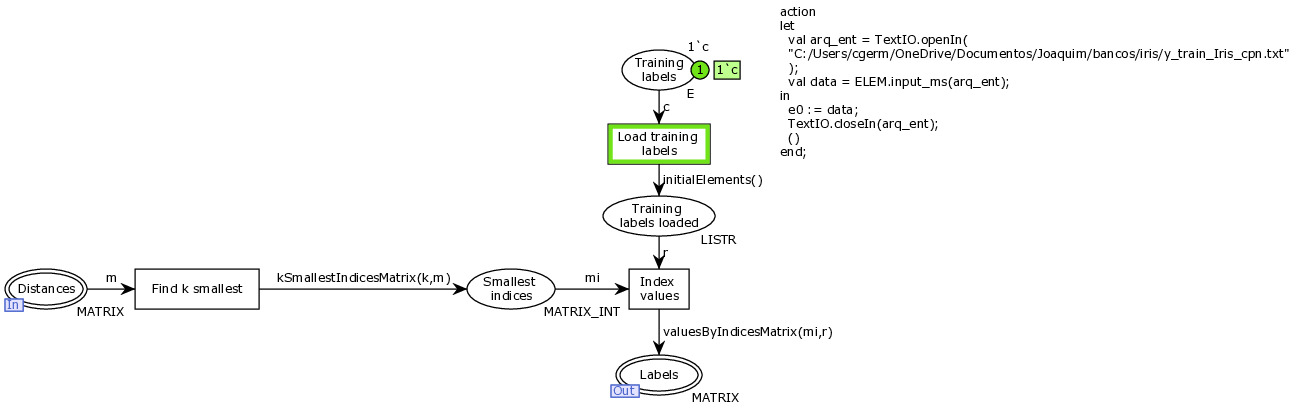 action
let
val arq_ent = TextIO.openIn(
"C:/Users/cgerm/OneDrive/Documentos/Joaquim/bancos/iris/y_train_Iris_cpn.txt"
);
val data = ELEM.input_ms(arq_ent);
in
e0 := data;
TextIO.closeIn(arq_ent);
()
end;
1`c
Training
labels
1
1`c
E
c
Load training
labels
initialElements()
Training
labels loaded
LISTR
r
Distances
In
MATRIX
m
Find k smallest
kSmallestIndicesMatrix(k,m)
Smallest
indices
MATRIX_INT
mi
Index
values
valuesByIndicesMatrix(mi,r)
Labels
Out
MATRIX